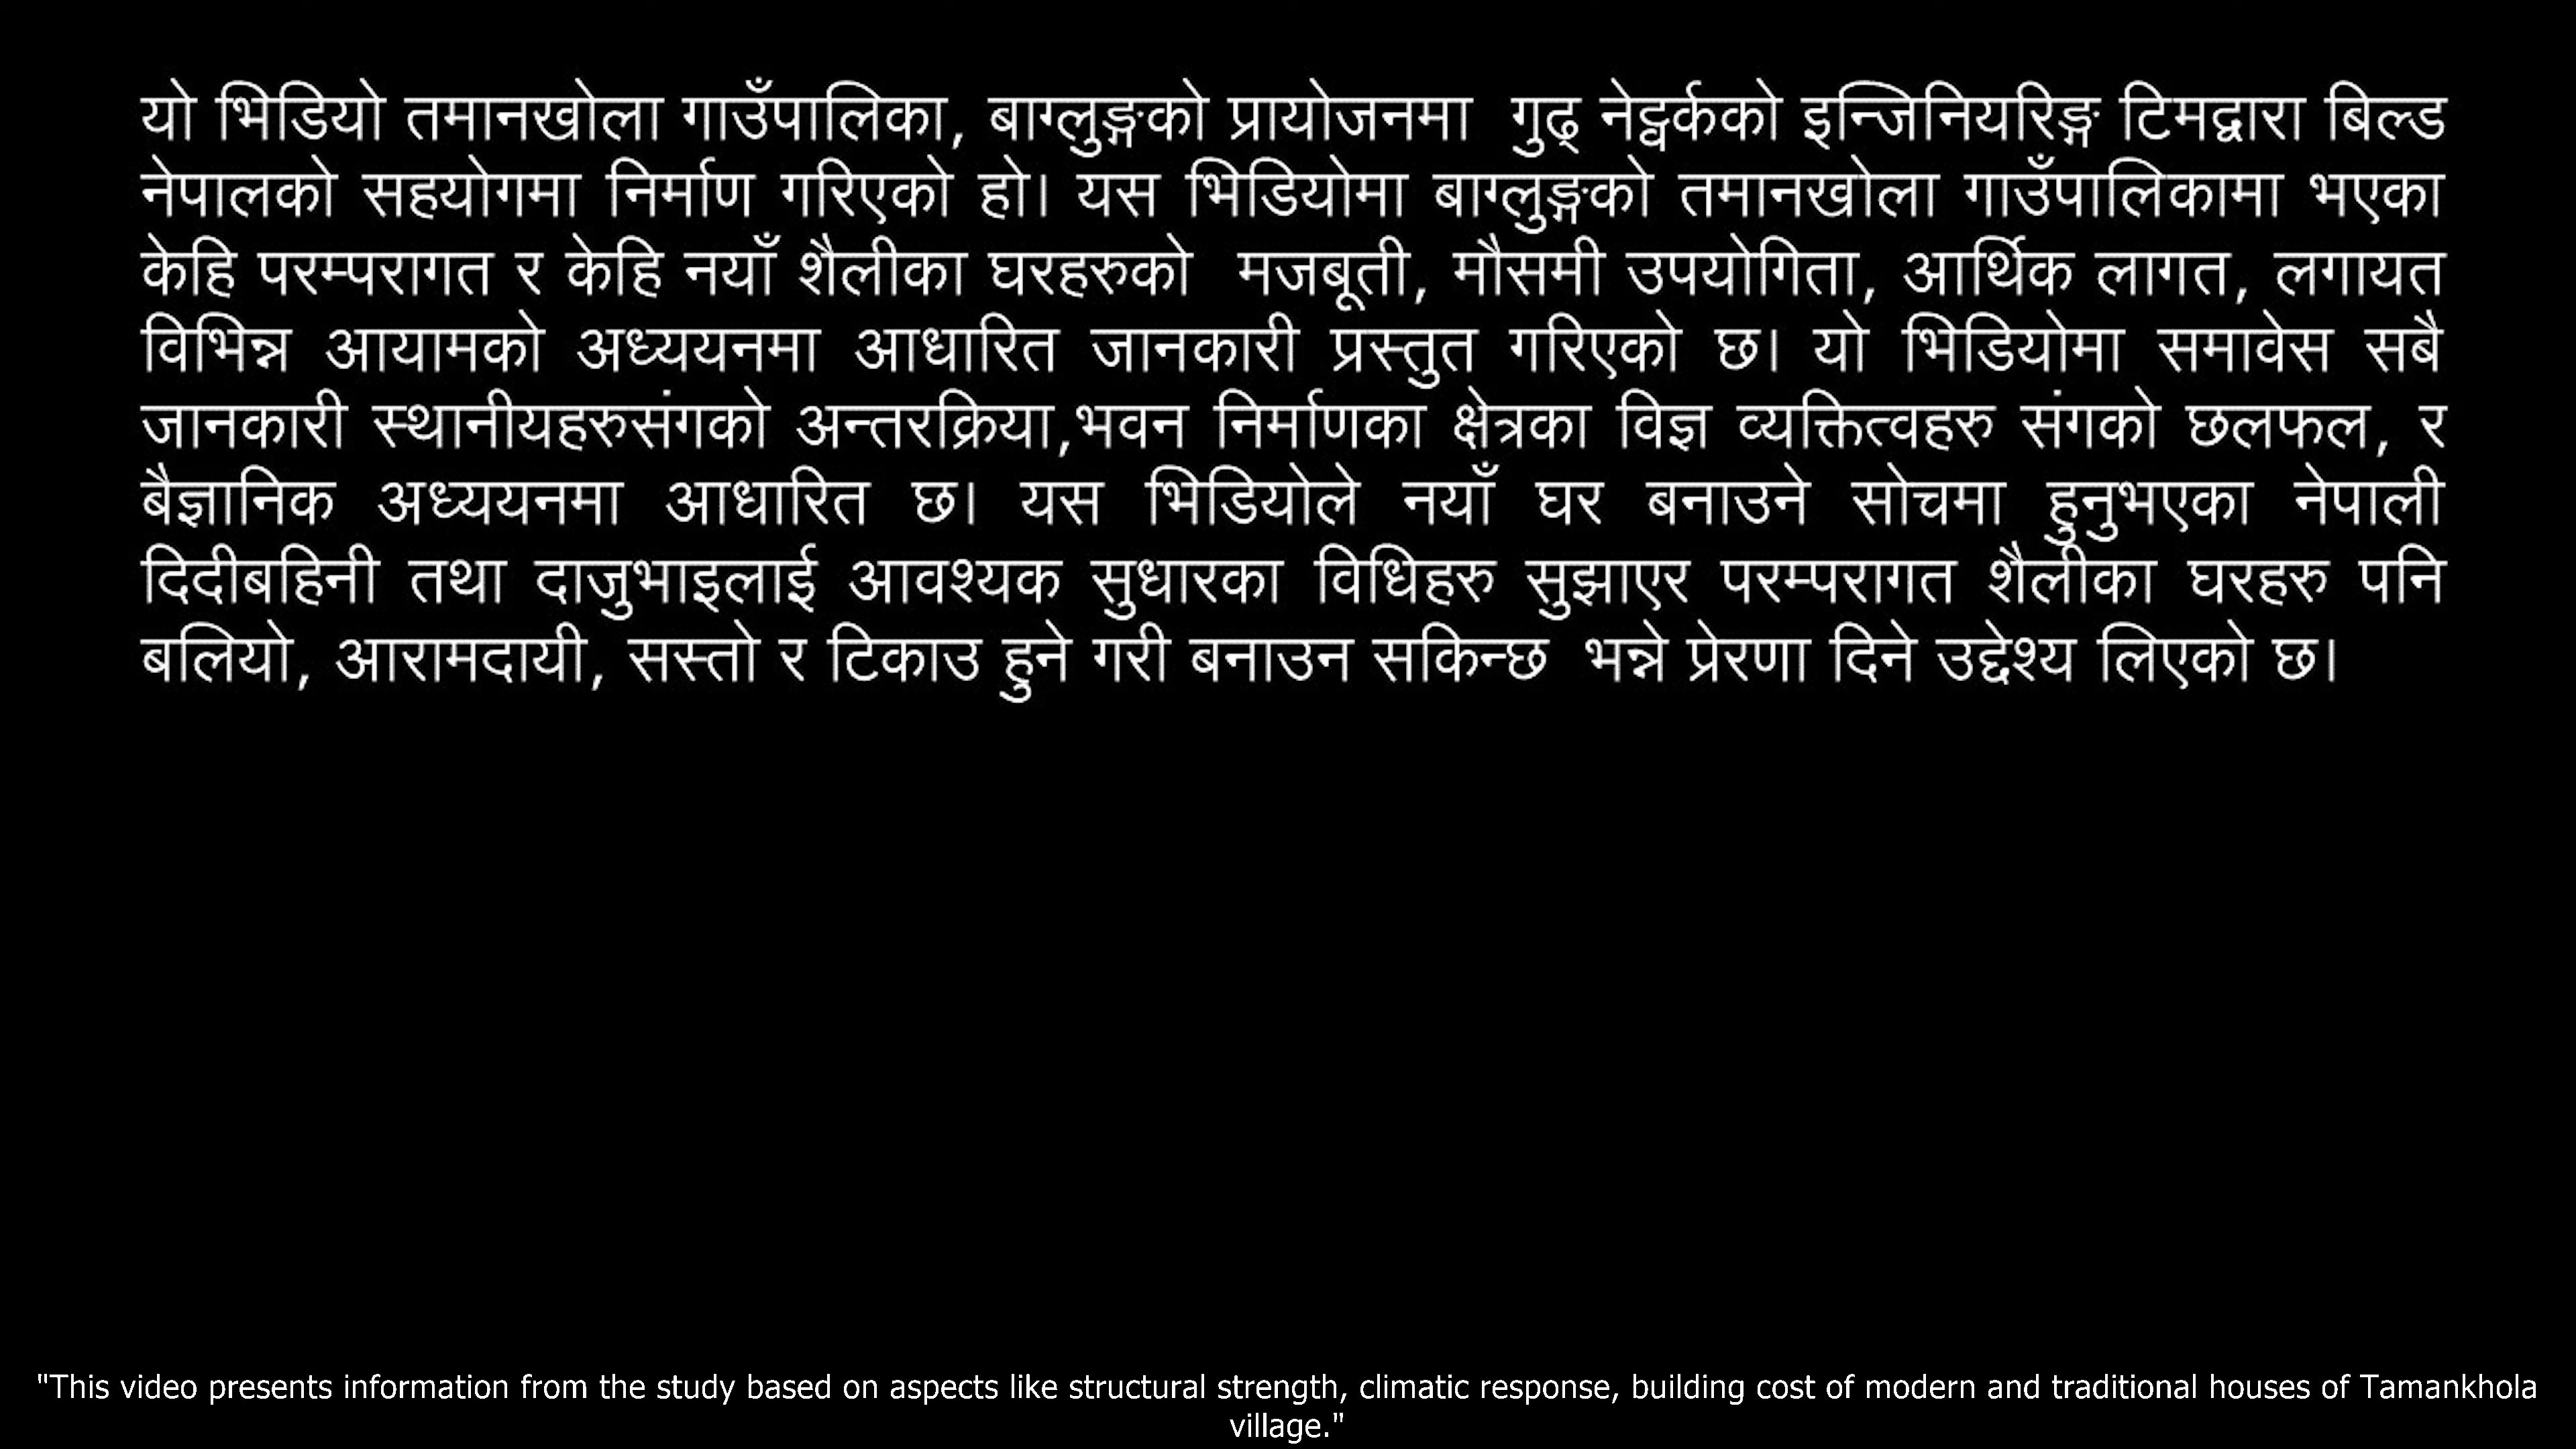 यो भिडियो तमानखोला गाउँपालिका, बाग्लुङ्गको प्रायोजनमा गुढ् नेट्वर्कको इन्जिनियरिङ्ग टिमद्वारा बिल्ड
नेपालको सहयोगमा निर्माण गरिएको हो। यस भिडियोमा बाग्लुङ्गको तमानखोला गाउँपालिकामा भएका
केहि परम्परागत र केहि नयाँ शैलीका घरहरुको मजबूती, मौसमी उपयोगिता, आर्थिक लागत, लगायत
विभिन्न आयामको अध्ययनमा आधारित जानकारी प्रस्तुत गरिएको छ। यो भिडियोमा समावेस सबै
जानकारी स्थानीयहरुसंगको अन्तरक्रिया,भवन निर्माणका क्षेत्रका विज्ञ व्यक्तित्वहरु संगको छलफल, र
बैज्ञानिक अध्ययनमा आधारित छ। यस भिडियोले नयाँ घर बनाउने सोचमा हुनुभएका नेपाली
दिदीबहिनी तथा दाजुभाइलाई आवश्यक सुधारका विधिहरु सुझाएर परम्परागत शैलीका घरहरु पनि
बलियो, आरामदायी, सस्तो र टिकाउ हुने गरी बनाउन सकिन्छ भन्ने प्रेरणा दिने उद्देश्य लिएको छ।
"This video presents information from the study based on aspects like structural strength, climatic response, building cost of modern and traditional houses of Tamankhola
village."